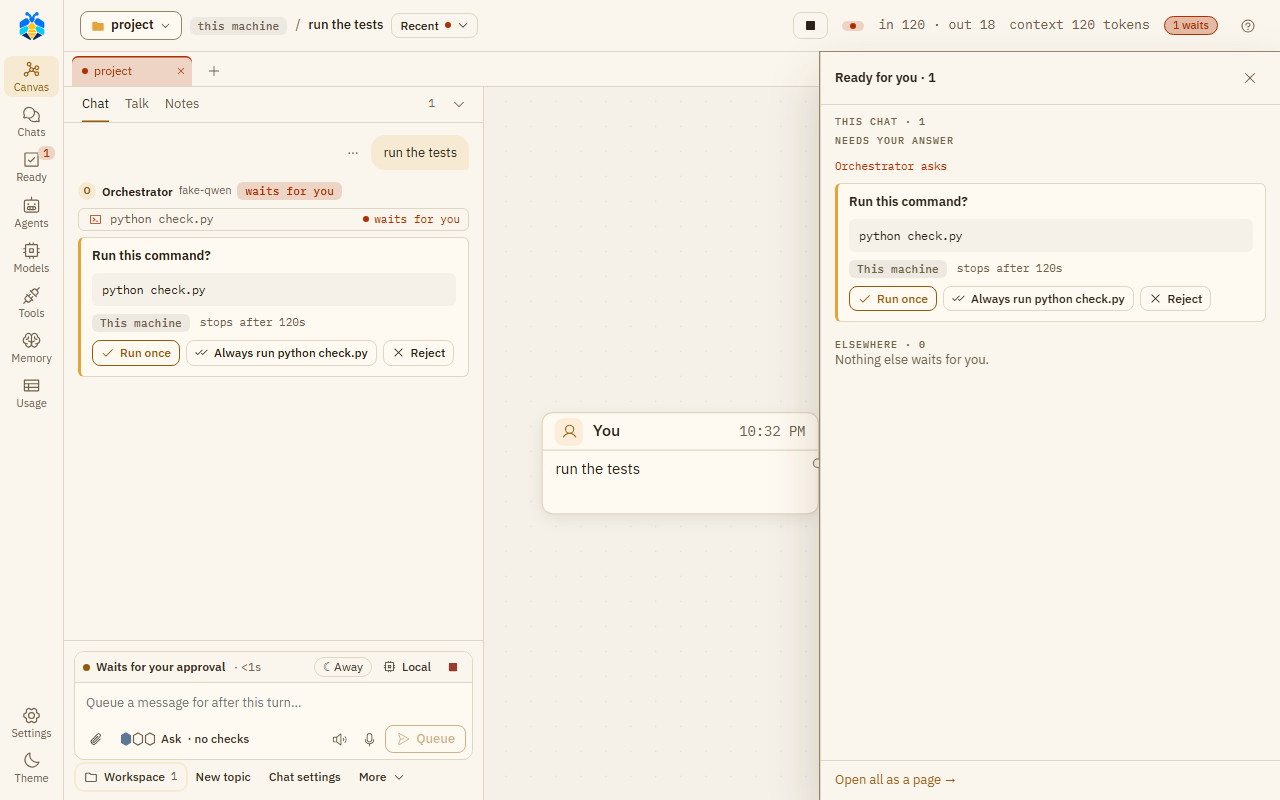 project
this machine / run the tests
Recent
in 120 · out 18 context 120 tokens
1 waits
Canvas
Chats
1
Ready
Agents
Models
Tools
Memory
Usage
Settings
Theme
project
Chat Talk Notes
1
run the tests
O Orchestrator fake-qwen waits for you
python check.py
waits for you
Run this command?
python check.py
This machine stops after 120s
Run once
Always run python check.py
Reject
Waits for your approval · <1s
Away
Local
Queue a message for after this turn…
Ask · no checks
Queue
Workspace 1
New topic
Chat settings
More
You
10:32 PM
run the tests
Ready for you · 1
THIS CHAT · 1
NEEDS YOUR ANSWER
Orchestrator asks
Run this command?
python check.py
This machine stops after 120s
Run once
Always run python check.py
Reject
ELSEWHERE · 0
Nothing else waits for you.
Open all as a page →